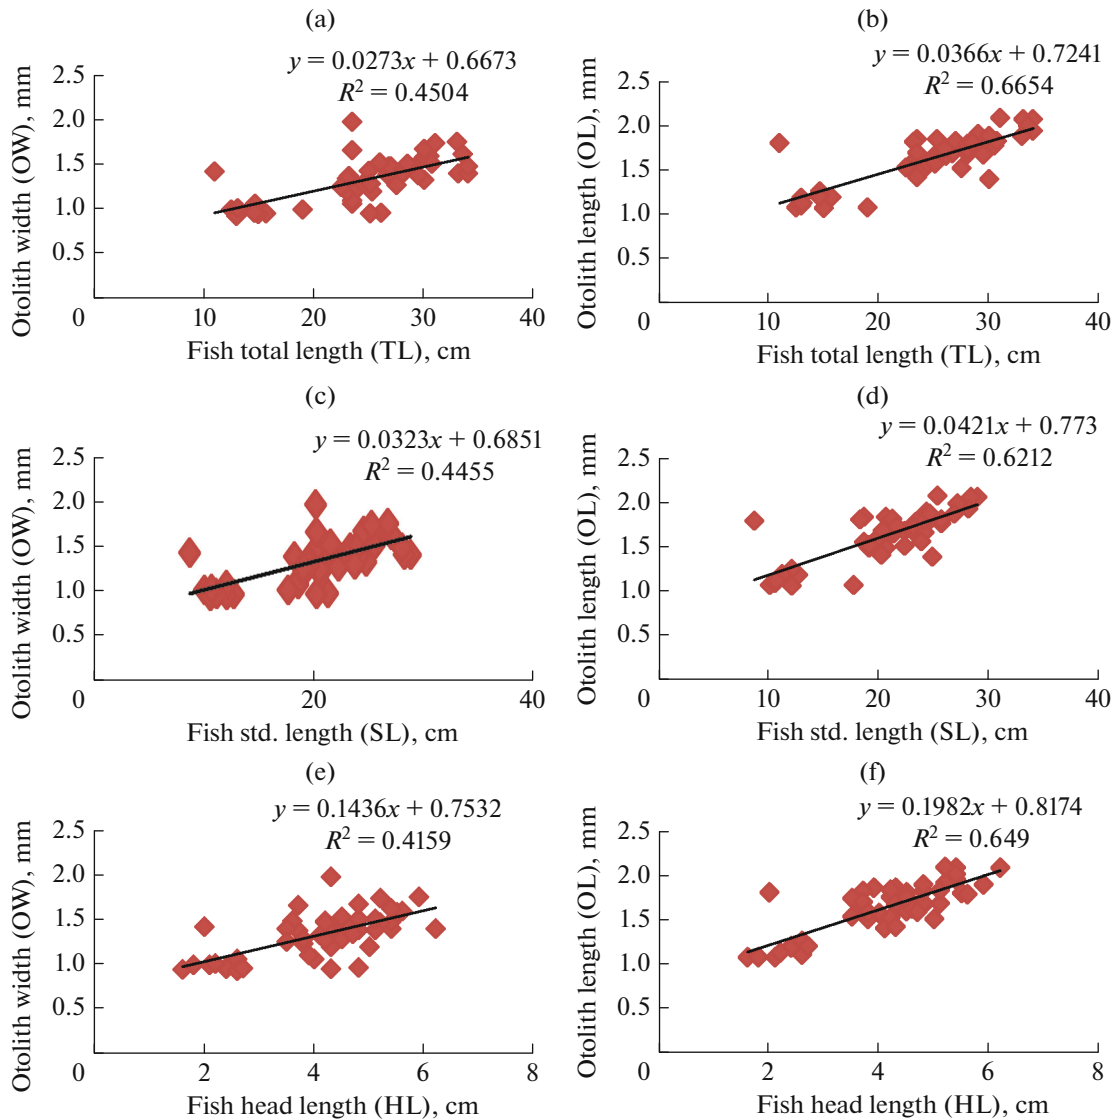 (a)
y = 0.0273x + 0.6673
R² = 0.4504
Otolith width (OW), mm
2.5
2.0
1.5
1.0
0.5
0
10
20
30
40
Fish total length (TL), cm
(b)
y = 0.0366x + 0.7241
R² = 0.6654
Otolith length (OL), mm
2.5
2.0
1.5
1.0
0.5
0
10
20
30
40
Fish total length (TL), cm
(c)
y = 0.0323x + 0.6851
R² = 0.4455
Otolith width (OW), mm
2.5
2.0
1.5
1.0
0.5
0
20
40
Fish std. length (SL), cm
(d)
y = 0.0421x + 0.773
R² = 0.6212
Otolith length (OL), mm
2.5
2.0
1.5
1.0
0.5
0
10
20
30
40
Fish std. length (SL), cm
(e)
y = 0.1436x + 0.7532
R² = 0.4159
Otolith width (OW), mm
2.5
2.0
1.5
1.0
0.5
0
2
4
6
8
Fish head length (HL), cm
(f)
y = 0.1982x + 0.8174
R² = 0.649
Otolith length (OL), mm
2.5
2.0
1.5
1.0
0.5
0
2
4
6
8
Fish head length (HL), cm